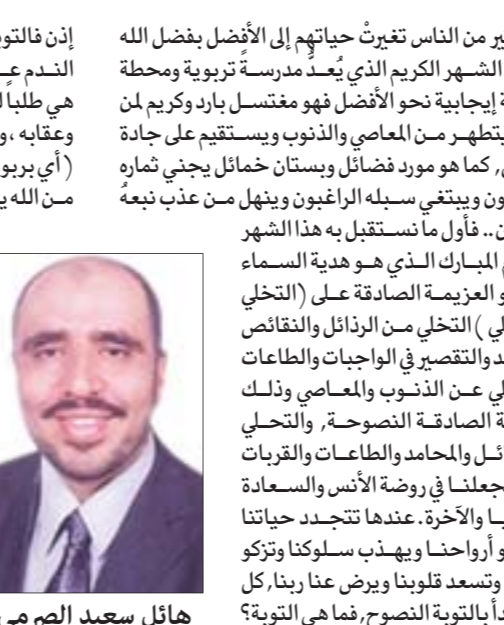 ير من الناس تغيرتْ حياتهم إلى الأفضل بفضل الله
الشهر الكريم الذي يُعدُّ مدرسةً تربوية ومحطة
ة إيجابية نحو الأفضل فهو مغتسل بارد وكريم لمن
يتطهر من المعاصي والذنوب ويستقيم على جادة
, كما هو مورد فضائل وبستان خمائل يجني ثماره
ون ويبتغي سبله الراغبون وينهل من عذب نبعهُ
ن.. فأول ما نستقبل به هذا الشهر
م المبارك الذي هو هدية السماء
و العزيمة الصادقة على (التخلي
لي ) التخلي من الرذائل والنقائص
د والتقصير في الواجبات والطاعات
لي عن الذنوب والمعاصي وذلك
ة الصادقة النصوحة, والتحلي
ئل والمحامد والطاعات والقربات
جعلنا في روضة الأنس والسعادة
يا والآخرة. عندها تتجدد حياتنا
و أرواحنا ويهذب سلوكنا وتزكو
وتسعد قلوبنا ويرض عنا ربنا, كل
دأ بالتوبة النصوح, فما هي التوبة؟
إذن فالتوب
الندم ع
هي طلباً ل
وعقابه ،و
( أي بربو
من الله ي
هائل سعيد الصرمي